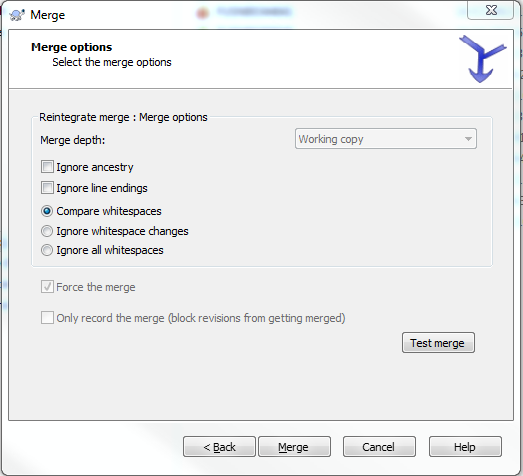 Merge
Merge options
Select the merge options
Reintegrate merge : Merge options
Merge depth:
Working copy
Ignore ancestry
Ignore line endings
Compare whitespaces
Ignore whitespace changes
Ignore all whitespaces
Force the merge
Only record the merge (block revisions from getting merged)
Test merge
< Back
Merge
Cancel
Help